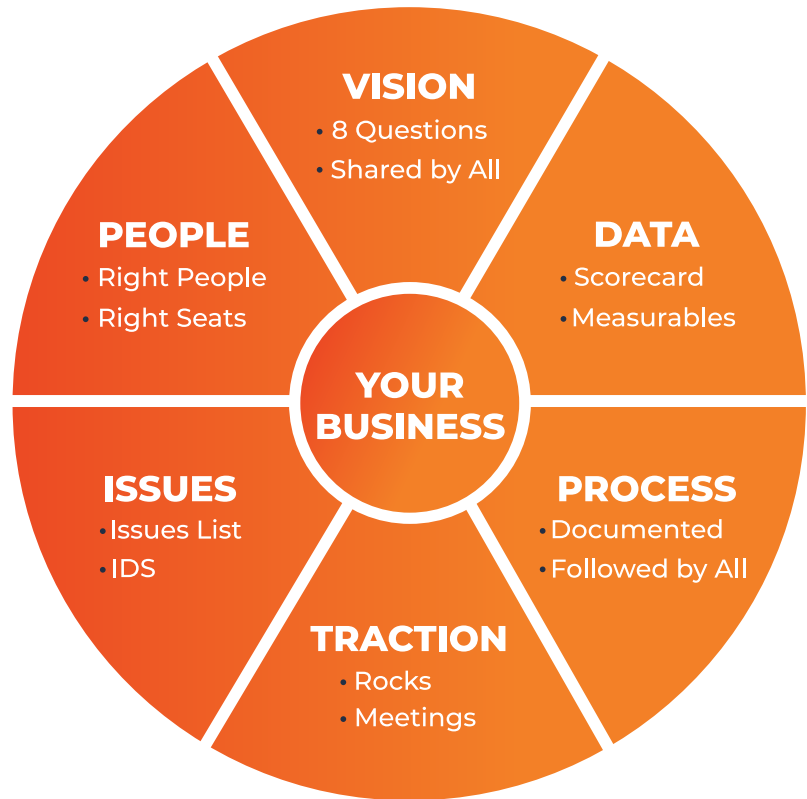 VISION
• 8 Questions
• Shared by All
DATA
• Scorecard
• Measurables
PROCESS
• Documented
• Followed by All
TRACTION
• Rocks
• Meetings
ISSUES
• Issues List
• IDS
PEOPLE
• Right People
• Right Seats
YOUR
BUSINESS